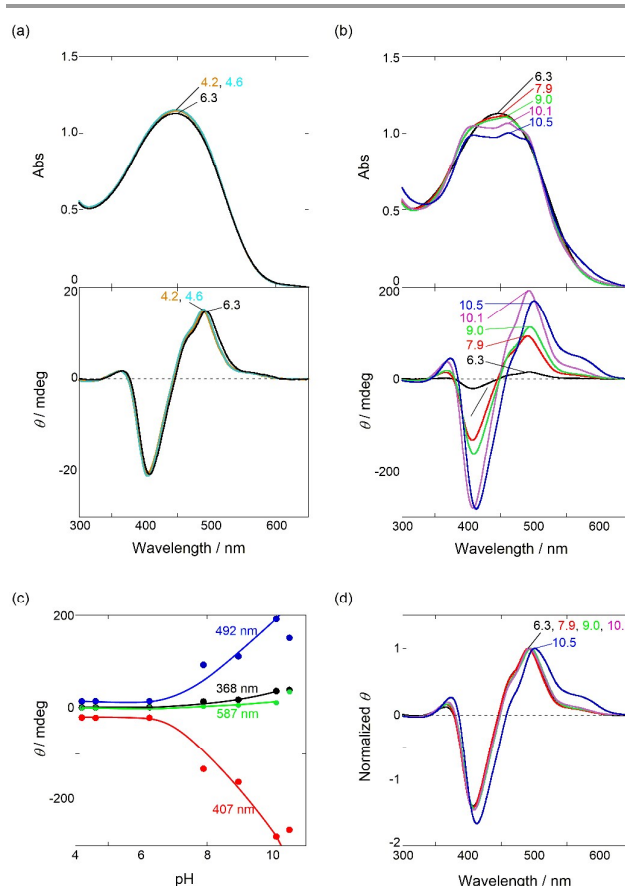 (a)
1.5
4.2, 4.6
6.3
1.0
Abs
0.5
0
20
4.2, 4.6
6.3
θ / mdeg
0
-20
300 400 500 600
Wavelength / nm
(b)
1.5
6.3
7.9
9.0
10.1
10.5
1.0
Abs
0.5
0
200
10.5
10.1
9.0
7.9
6.3
θ / mdeg
0
-200
300 400 500 600
Wavelength / nm
(c)
200
492 nm
368 nm
587 nm
407 nm
θ / mdeg
0
-200
4 6 8 10
pH
(d)
6.3, 7.9, 9.0, 10.
10.5
1
Normalized θ
0
-1
-2
300 400 500 600
Wavelength / nm